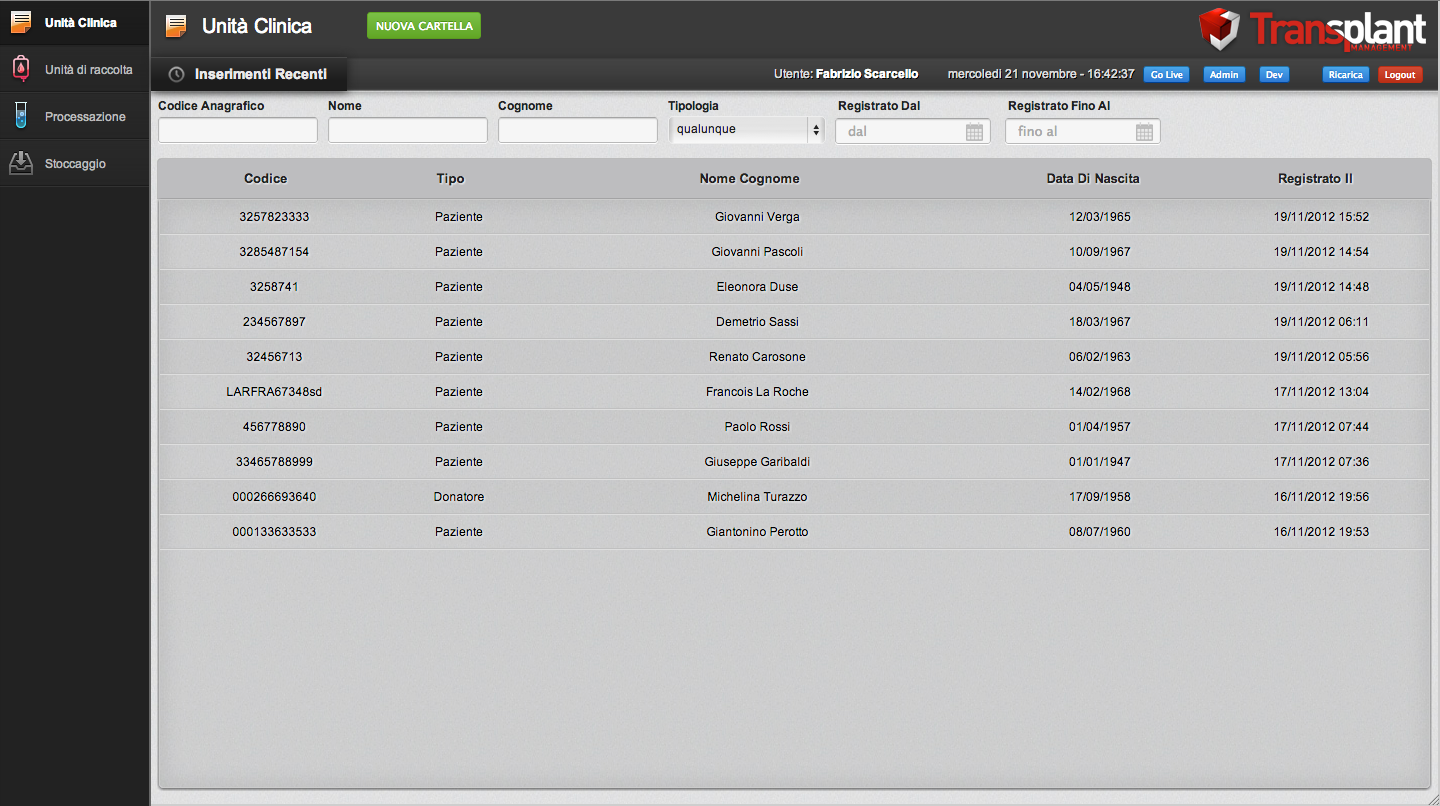 Unità Clinica
Unità di raccolta
Processazione
Stoccaggio
Unità Clinica NUOVA CARTELLA
Transplant
MANAGEMENT
Inserimenti Recenti
Utente: Fabrizio Scarcello mercoledì 21 novembre - 16:42:37 Go Live Admin Dev Ricarica Logout
Codice Anagrafico Nome Cognome Tipologia Registrato Dal Registrato Fino Al
qualunque dal fino al
Codice Tipo Nome Cognome Data Di Nascita Registrato Il
3257823333 Paziente Giovanni Verga 12/03/1965 19/11/2012 15:52
3285487154 Paziente Giovanni Pascoli 10/09/1967 19/11/2012 14:54
3258741 Paziente Eleonora Duse 04/05/1948 19/11/2012 14:48
234567897 Paziente Demetrio Sassi 18/03/1967 19/11/2012 06:11
32456713 Paziente Renato Carosone 06/02/1963 19/11/2012 05:56
LARFRA67348sd Paziente Francois La Roche 14/02/1968 17/11/2012 13:04
456778890 Paziente Paolo Rossi 01/04/1957 17/11/2012 07:44
33465788999 Paziente Giuseppe Garibaldi 01/01/1947 17/11/2012 07:36
000266693640 Donatore Michelina Turazzo 17/09/1958 16/11/2012 19:56
000133633533 Paziente Giantonino Perotto 08/07/1960 16/11/2012 19:53